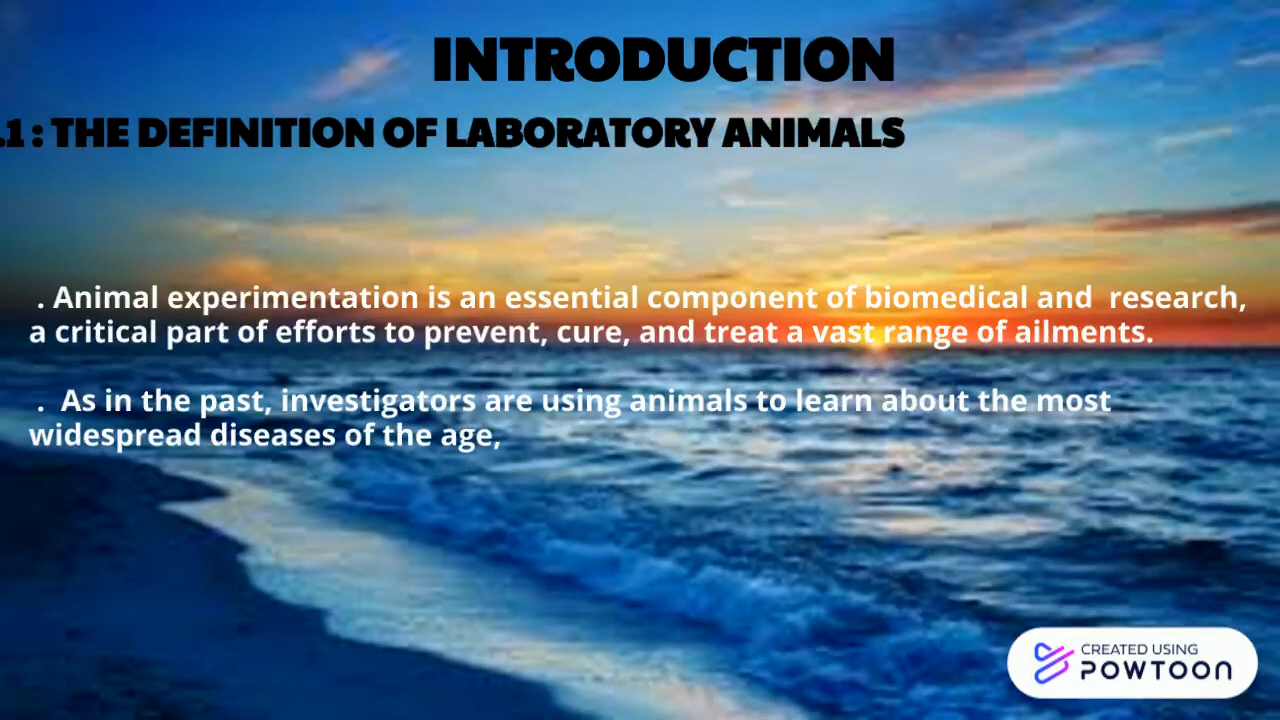 INTRODUCTION
.1 : THE DEFINITION OF LABORATORY ANIMALS
. Animal experimentation is an essential component of biomedical and research,
a critical part of efforts to prevent, cure, and treat a vast range of ailments.
. As in the past, investigators are using animals to learn about the most
widespread diseases of the age,
CREATED USING
POWTOON